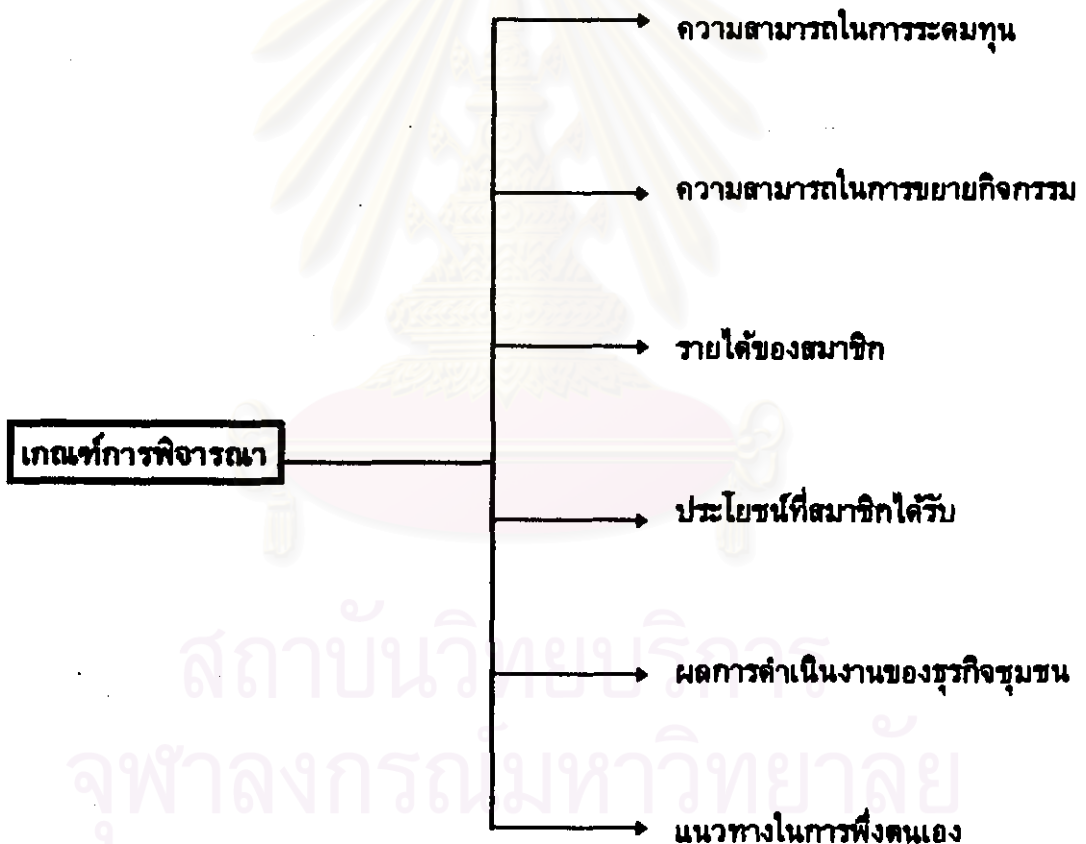 ความสามารถในการระดมทุน
ความสามารถในการขยายกิจกรรม
รายได้ของสมาชิก
เกณฑ์การพิจารณา
ประโยชน์ที่สมาชิกได้รับ
สถาบันวิทยบริการ
ผลการดำเนินงานของธุรกิจชุมชน
จุฬาลงกรณ์มหาวิทยาลัย
แนวทางในการพึ่งตนเอง